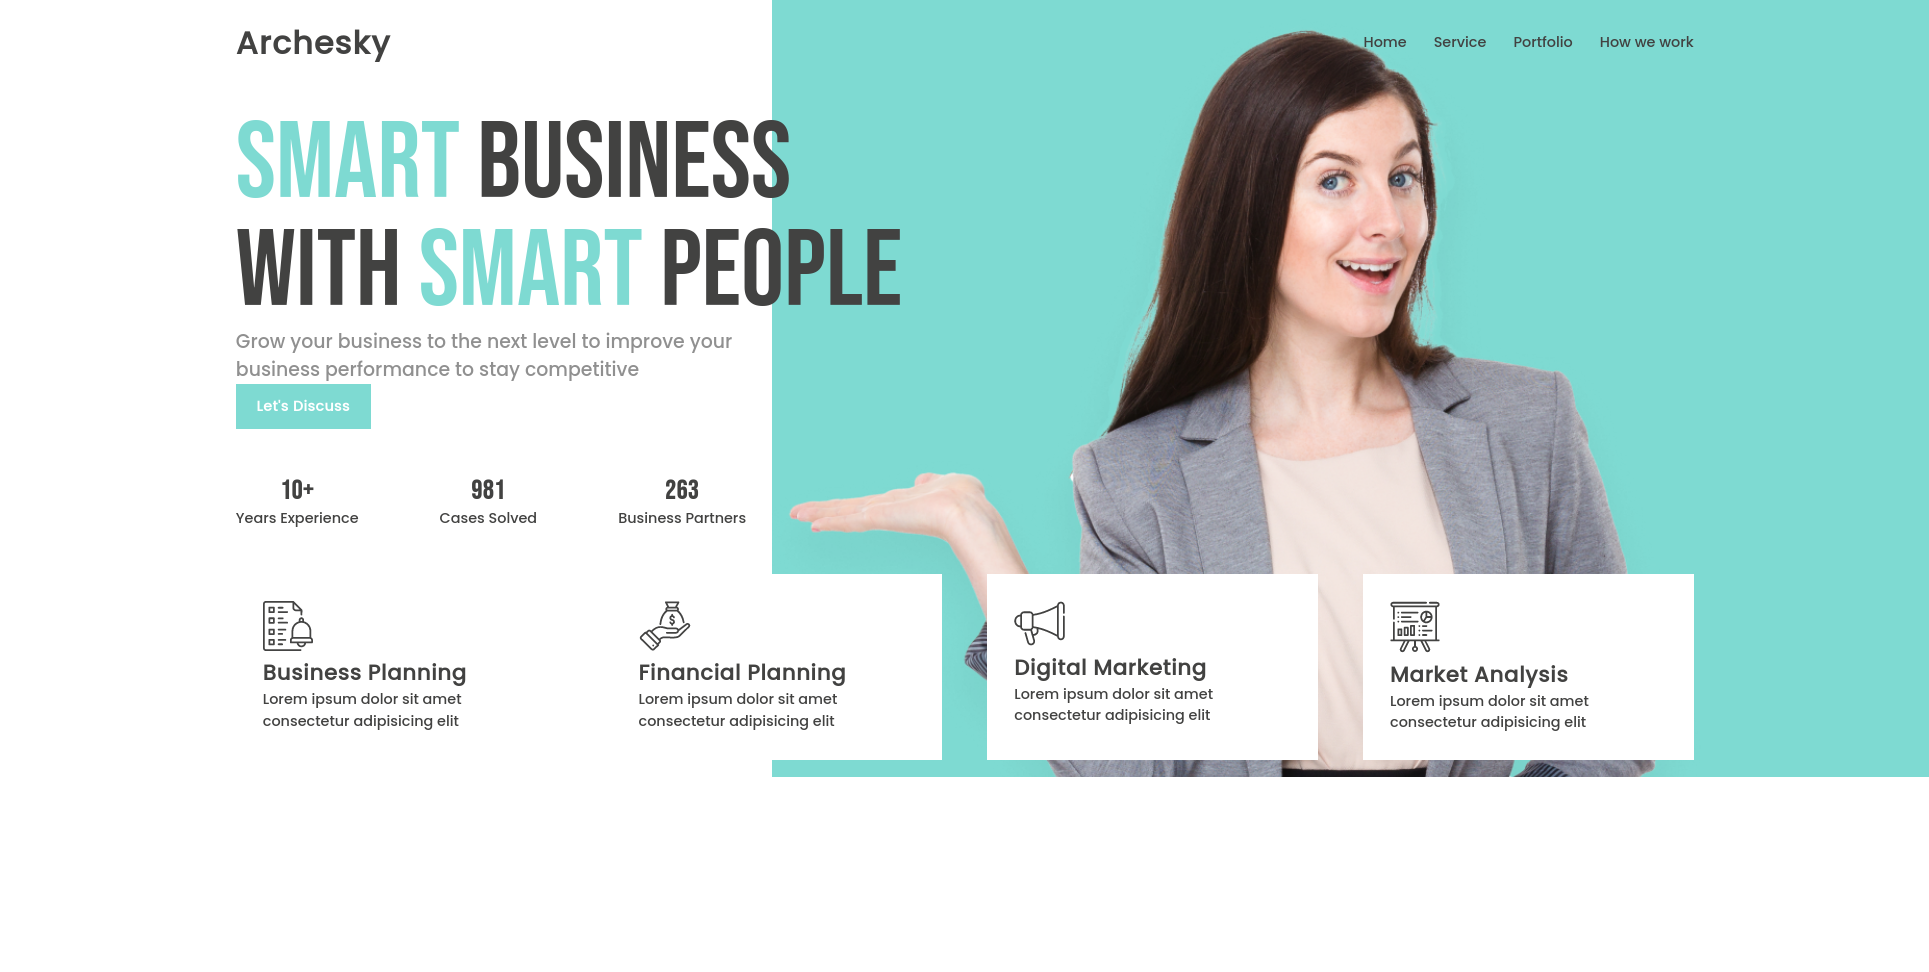 Archesky
Home Service Portfolio How we work
SMART BUSINESS
WITH SMART PEOPLE
Grow your business to the next level to improve your
business performance to stay competitive
Let's Discuss
10+
Years Experience
981
Cases Solved
263
Business Partners
Business Planning
Lorem ipsum dolor sit amet
consectetur adipisicing elit
Financial Planning
Lorem ipsum dolor sit amet
consectetur adipisicing elit
Digital Marketing
Lorem ipsum dolor sit amet
consectetur adipisicing elit
Market Analysis
Lorem ipsum dolor sit amet
consectetur adipisicing elit